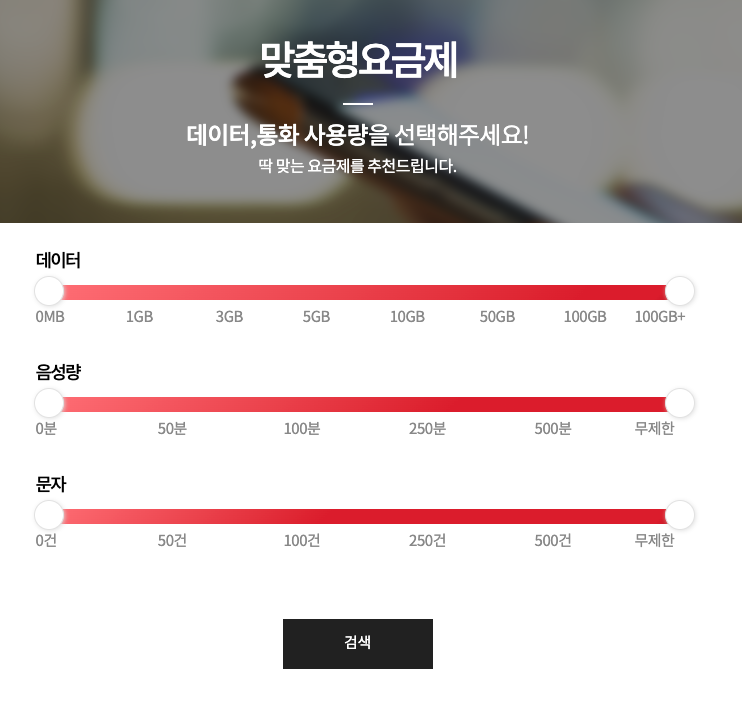 맞춤형요금제
데이터,통화 사용량을 선택해주세요!
딱 맞는 요금제를 추천드립니다.
데이터
0MB 1GB 3GB 5GB 10GB 50GB 100GB 100GB+
음성량
0분 50분 100분 250분 500분 무제한
문자
0건 50건 100건 250건 500건 무제한
검색